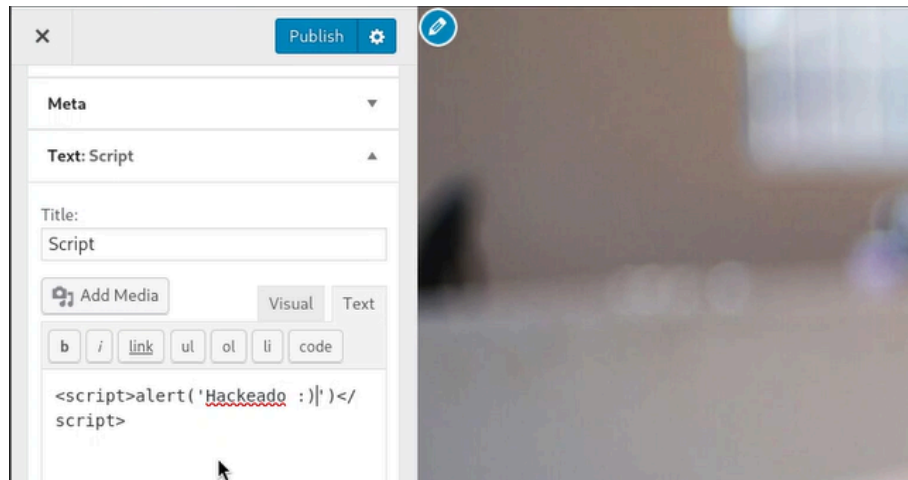 Publish
Meta
Text: Script
Title:
Script
Add Media
Visual Text
b i link ul ol li code
<script>alert('Hackeado :)')</
script>